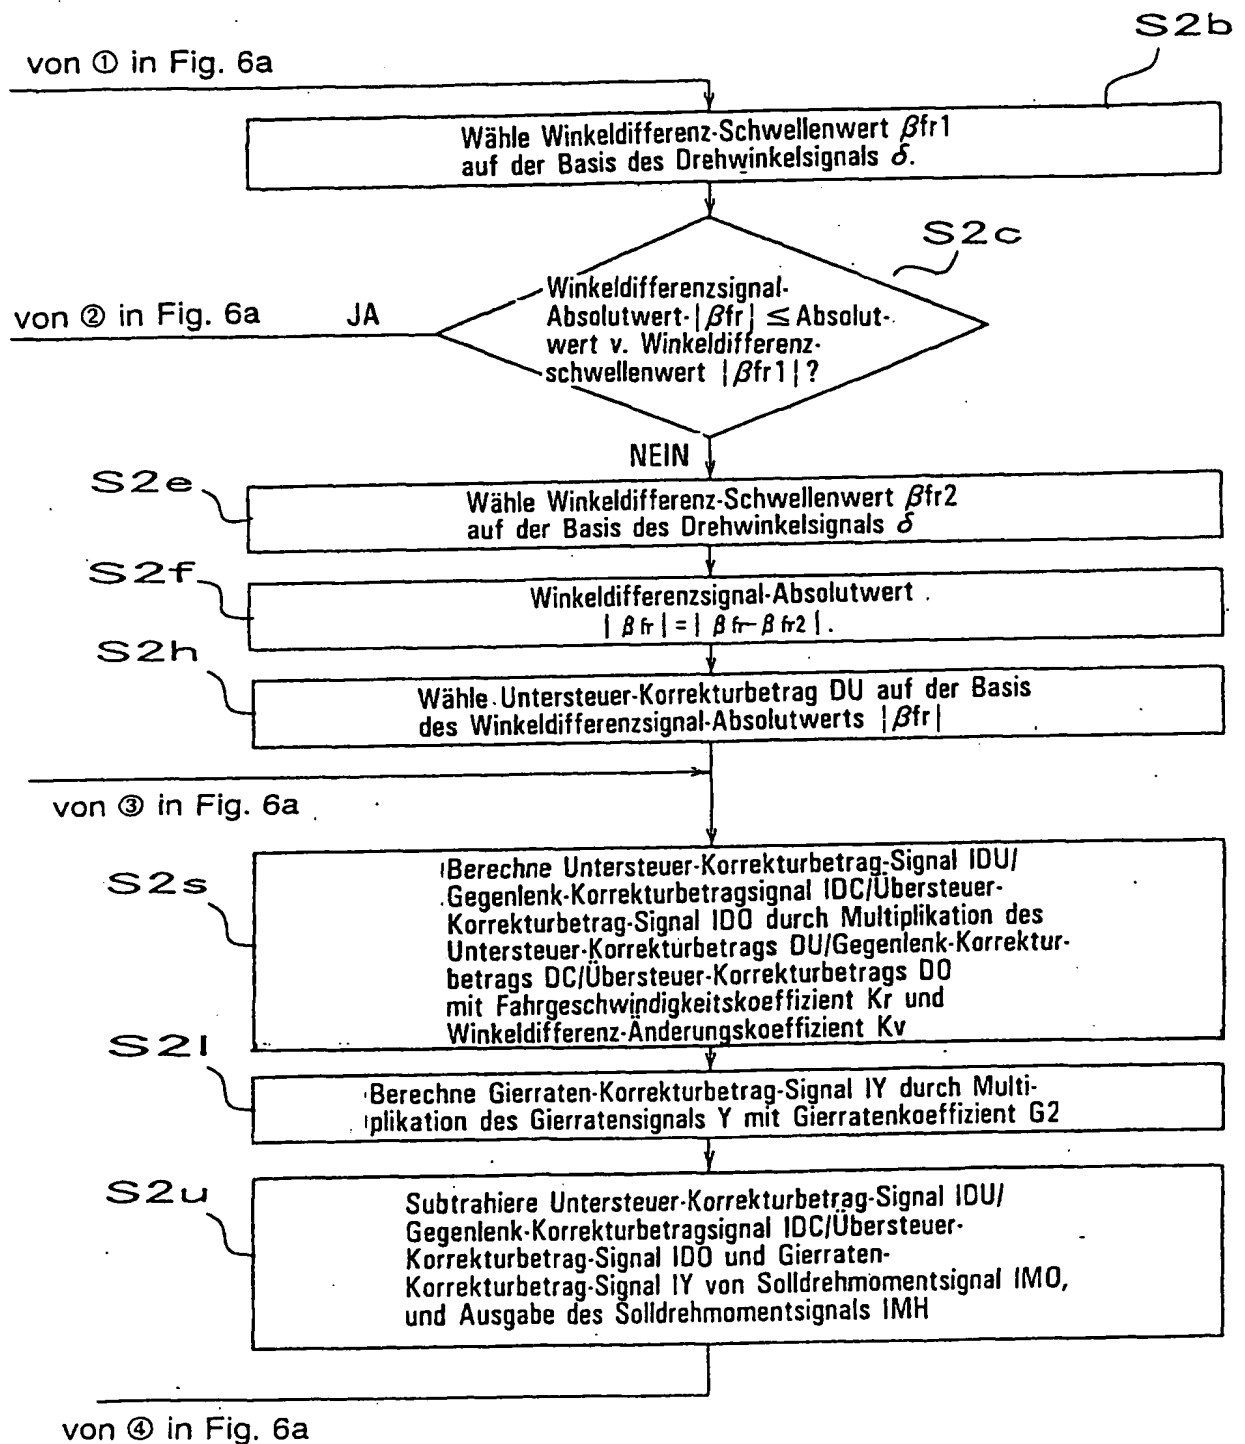 S2b
von ① in Fig. 6a
Wähle Winkeldifferenz-Schwellenwert βfr1
auf der Basis des Drehwinkelsignals δ.
S2c
Winkeldifferenzsignal-
Absolutwert-|βfr| ≦ Absolut-
wert v. Winkeldifferenz-
schwellenwert |βfr1|?
von ② in Fig. 6a
JA
NEIN
S2e
Wähle Winkeldifferenz-Schwellenwert βfr2
auf der Basis des Drehwinkelsignals δ
S2f
Winkeldifferenzsignal-Absolutwert
| β fr | = | β fr − β fr2 |.
S2h
Wähle Untersteuer-Korrekturbetrag DU auf der Basis
des Winkeldifferenzsignal-Absolutwerts |βfr|
von ③ in Fig. 6a
S2s
Berechne Untersteuer-Korrekturbetrag-Signal IDU/
Gegenlenk-Korrekturbetragsignal IDC/Übersteuer-
Korrekturbetrag-Signal IDO durch Multiplikation des
Untersteuer-Korrekturbetrags DU/Gegenlenk-Korrektur-
betrags DC/Übersteuer-Korrekturbetrags DO
mit Fahrgeschwindigkeitskoeffizient Kr und
Winkeldifferenz-Änderungskoeffizient Kv
S2l
Berechne Gierraten-Korrekturbetrag-Signal IY durch Multi-
plikation des Gierratensignals Y mit Gierratenkoeffizient G2
S2u
Subtrahiere Untersteuer-Korrekturbetrag-Signal IDU/
Gegenlenk-Korrekturbetragsignal IDC/Übersteuer-
Korrekturbetrag-Signal IDO und Gierraten-
Korrekturbetrag-Signal IY von Solldrehmomentsignal IMO,
und Ausgabe des Solldrehmomentsignals IMH
von ④ in Fig. 6a